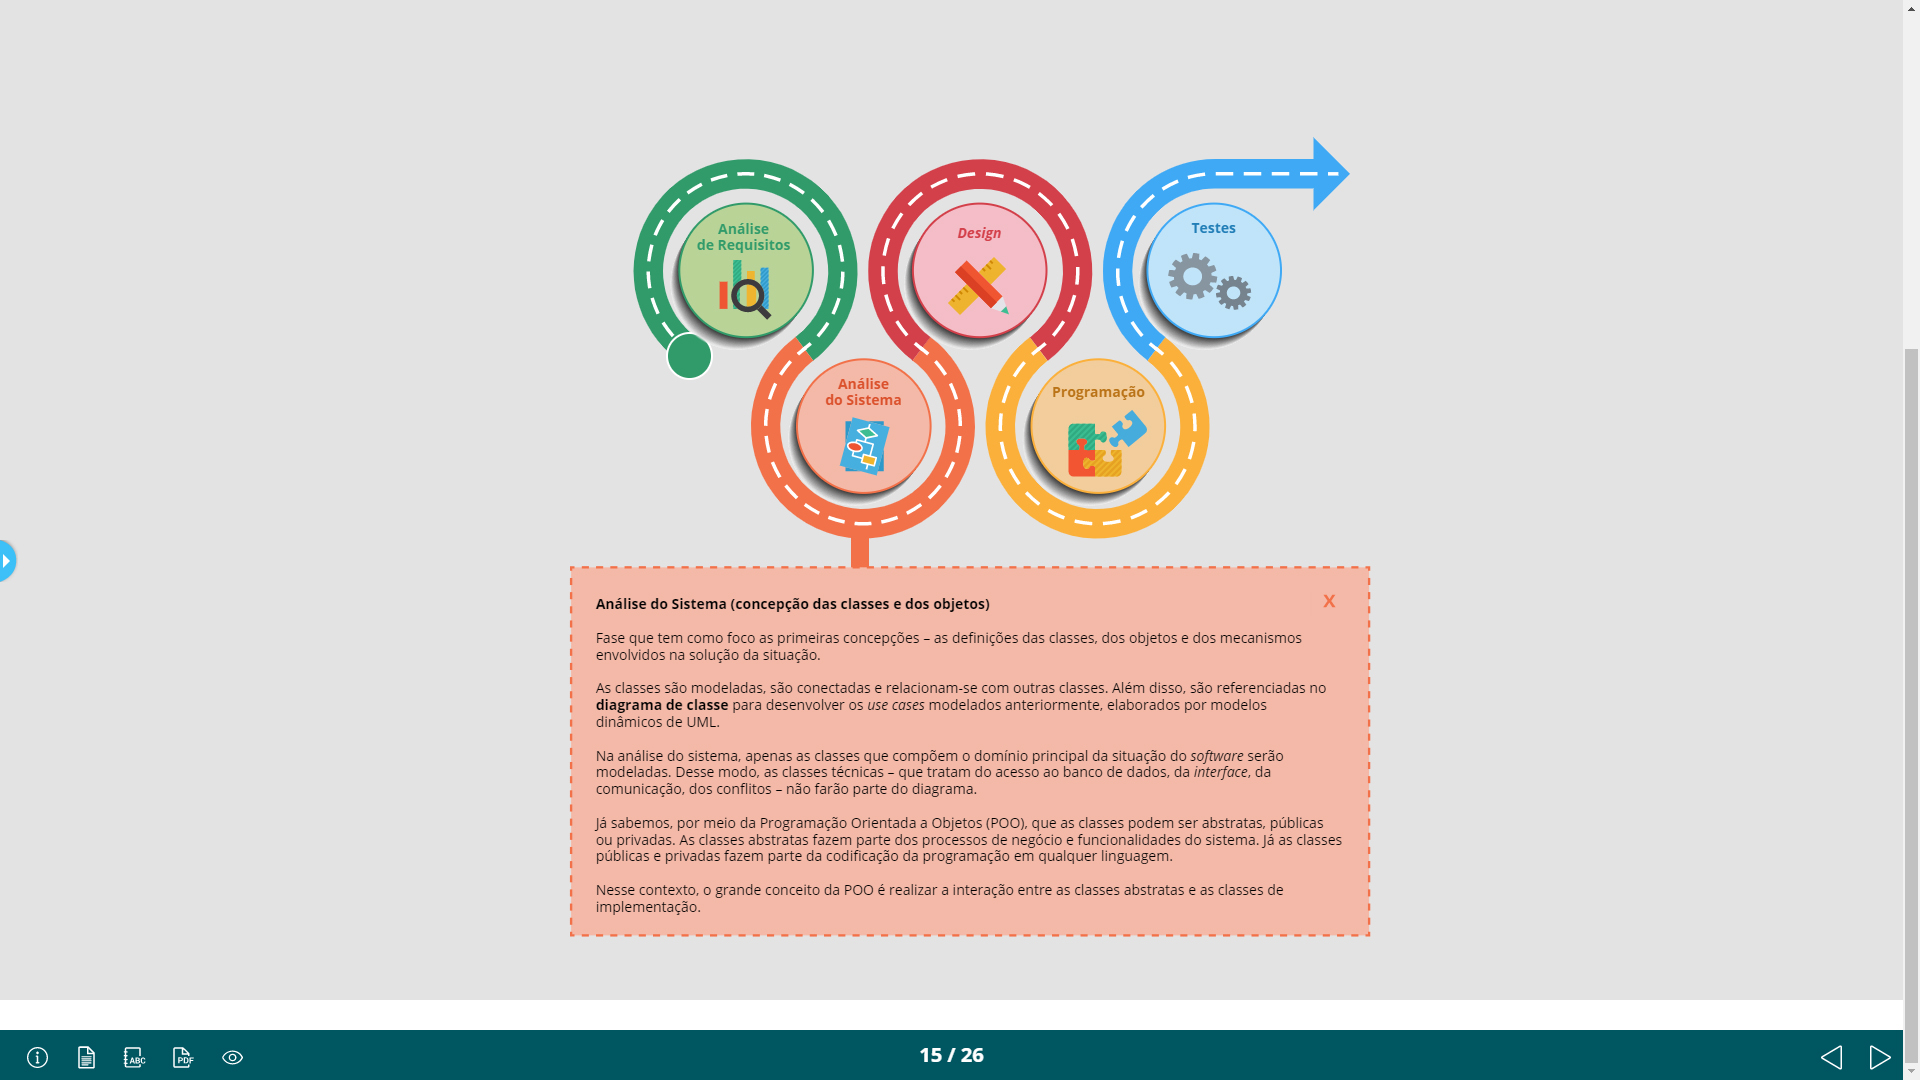 Análise
de Requisitos
Design
Testes
Análise
do Sistema
Programação
Análise do Sistema (concepção das classes e dos objetos)
X
Fase que tem como foco as primeiras concepções – as definições das classes, dos objetos e dos mecanismos
envolvidos na solução da situação.
As classes são modeladas, são conectadas e relacionam-se com outras classes. Além disso, são referenciadas no
diagrama de classe para desenvolver os use cases modelados anteriormente, elaborados por modelos
dinâmicos de UML.
Na análise do sistema, apenas as classes que compõem o domínio principal da situação do software serão
modeladas. Desse modo, as classes técnicas – que tratam do acesso ao banco de dados, da interface, da
comunicação, dos conflitos – não farão parte do diagrama.
Já sabemos, por meio da Programação Orientada a Objetos (POO), que as classes podem ser abstratas, públicas
ou privadas. As classes abstratas fazem parte dos processos de negócio e funcionalidades do sistema. Já as classes
públicas e privadas fazem parte da codificação da programação em qualquer linguagem.
Nesse contexto, o grande conceito da POO é realizar a interação entre as classes abstratas e as classes de
implementação.
ABC
PDF
15 / 26